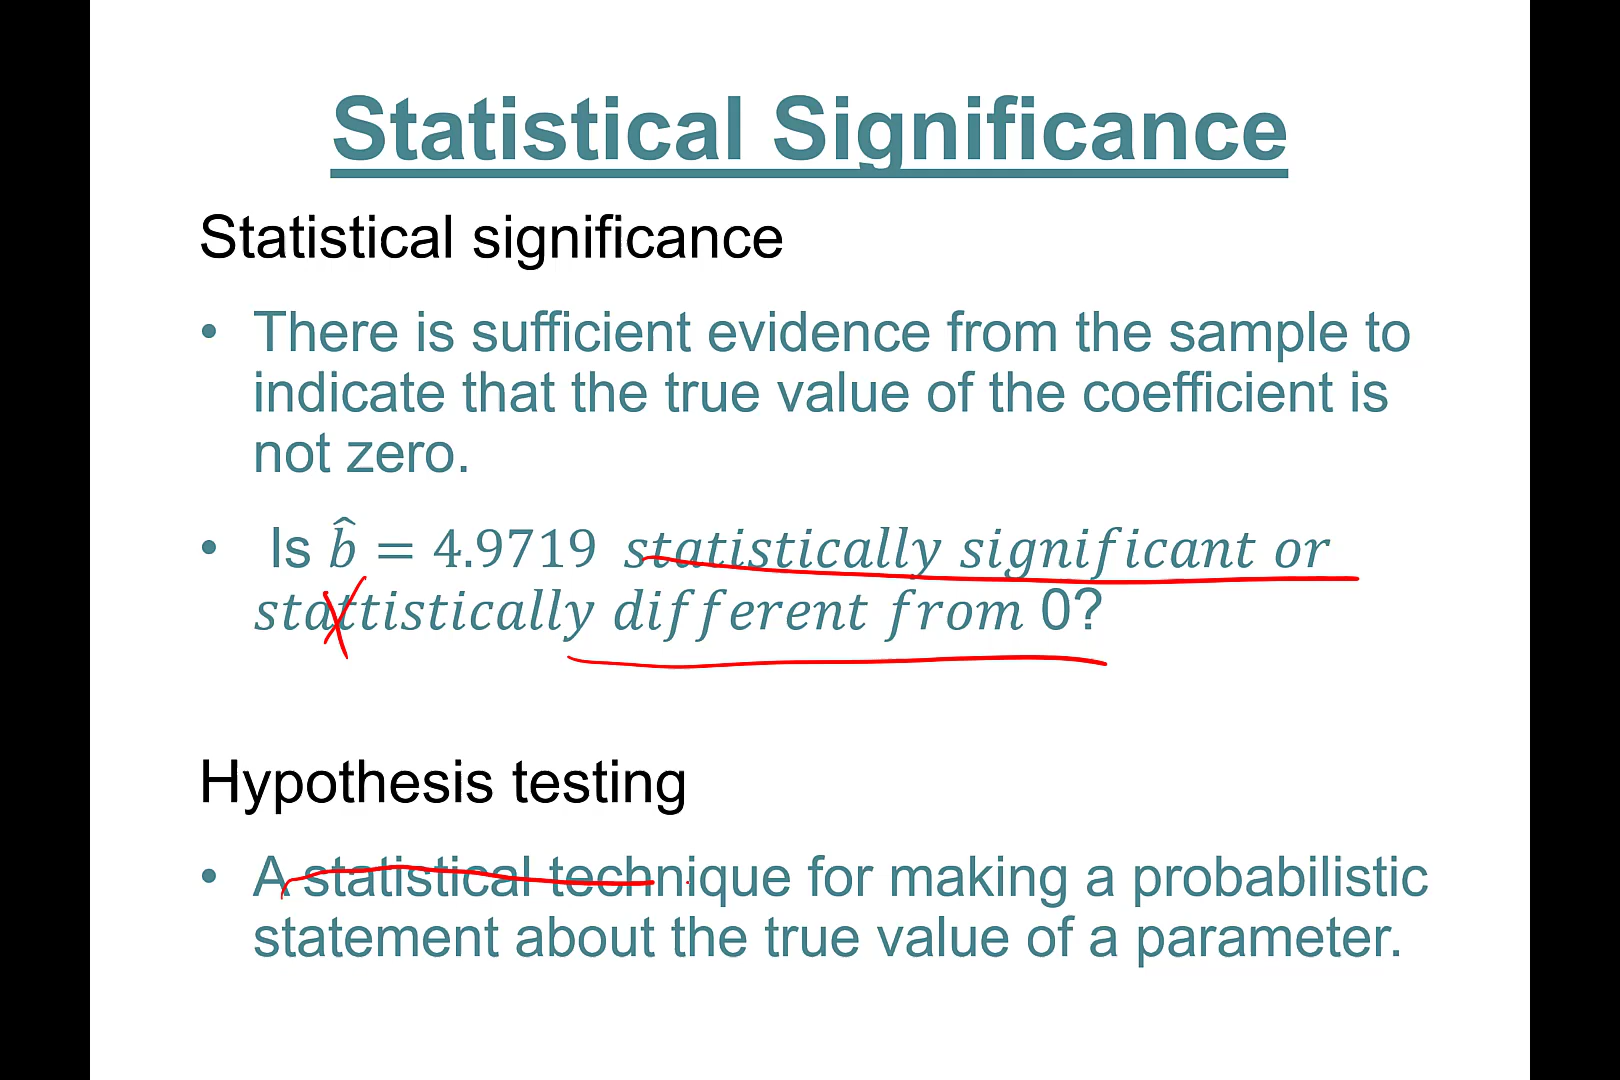 Statistical Significance
Statistical significance
• There is sufficient evidence from the sample to
indicate that the true value of the coefficient is
not zero.
• Is b̂ = 4.9719 statistically significant or
stattistically different from 0?
Hypothesis testing
• A statistical technique for making a probabilistic
statement about the true value of a parameter.